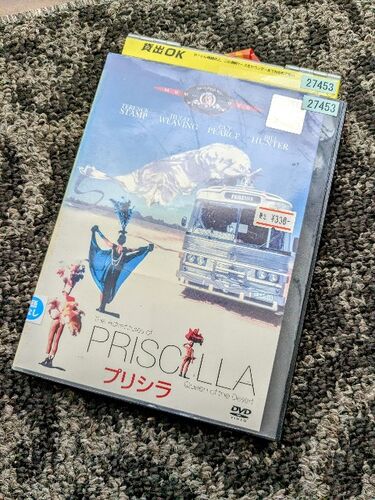 貸出OK
27453
27453
TERENCE STAMP
HUGO WEAVING
GUY PEARCE
BILL HUNTER
¥330-
The Adventures of
PRISCILLA
Queen of the Desert
プリシラ
DVD
VIDEO